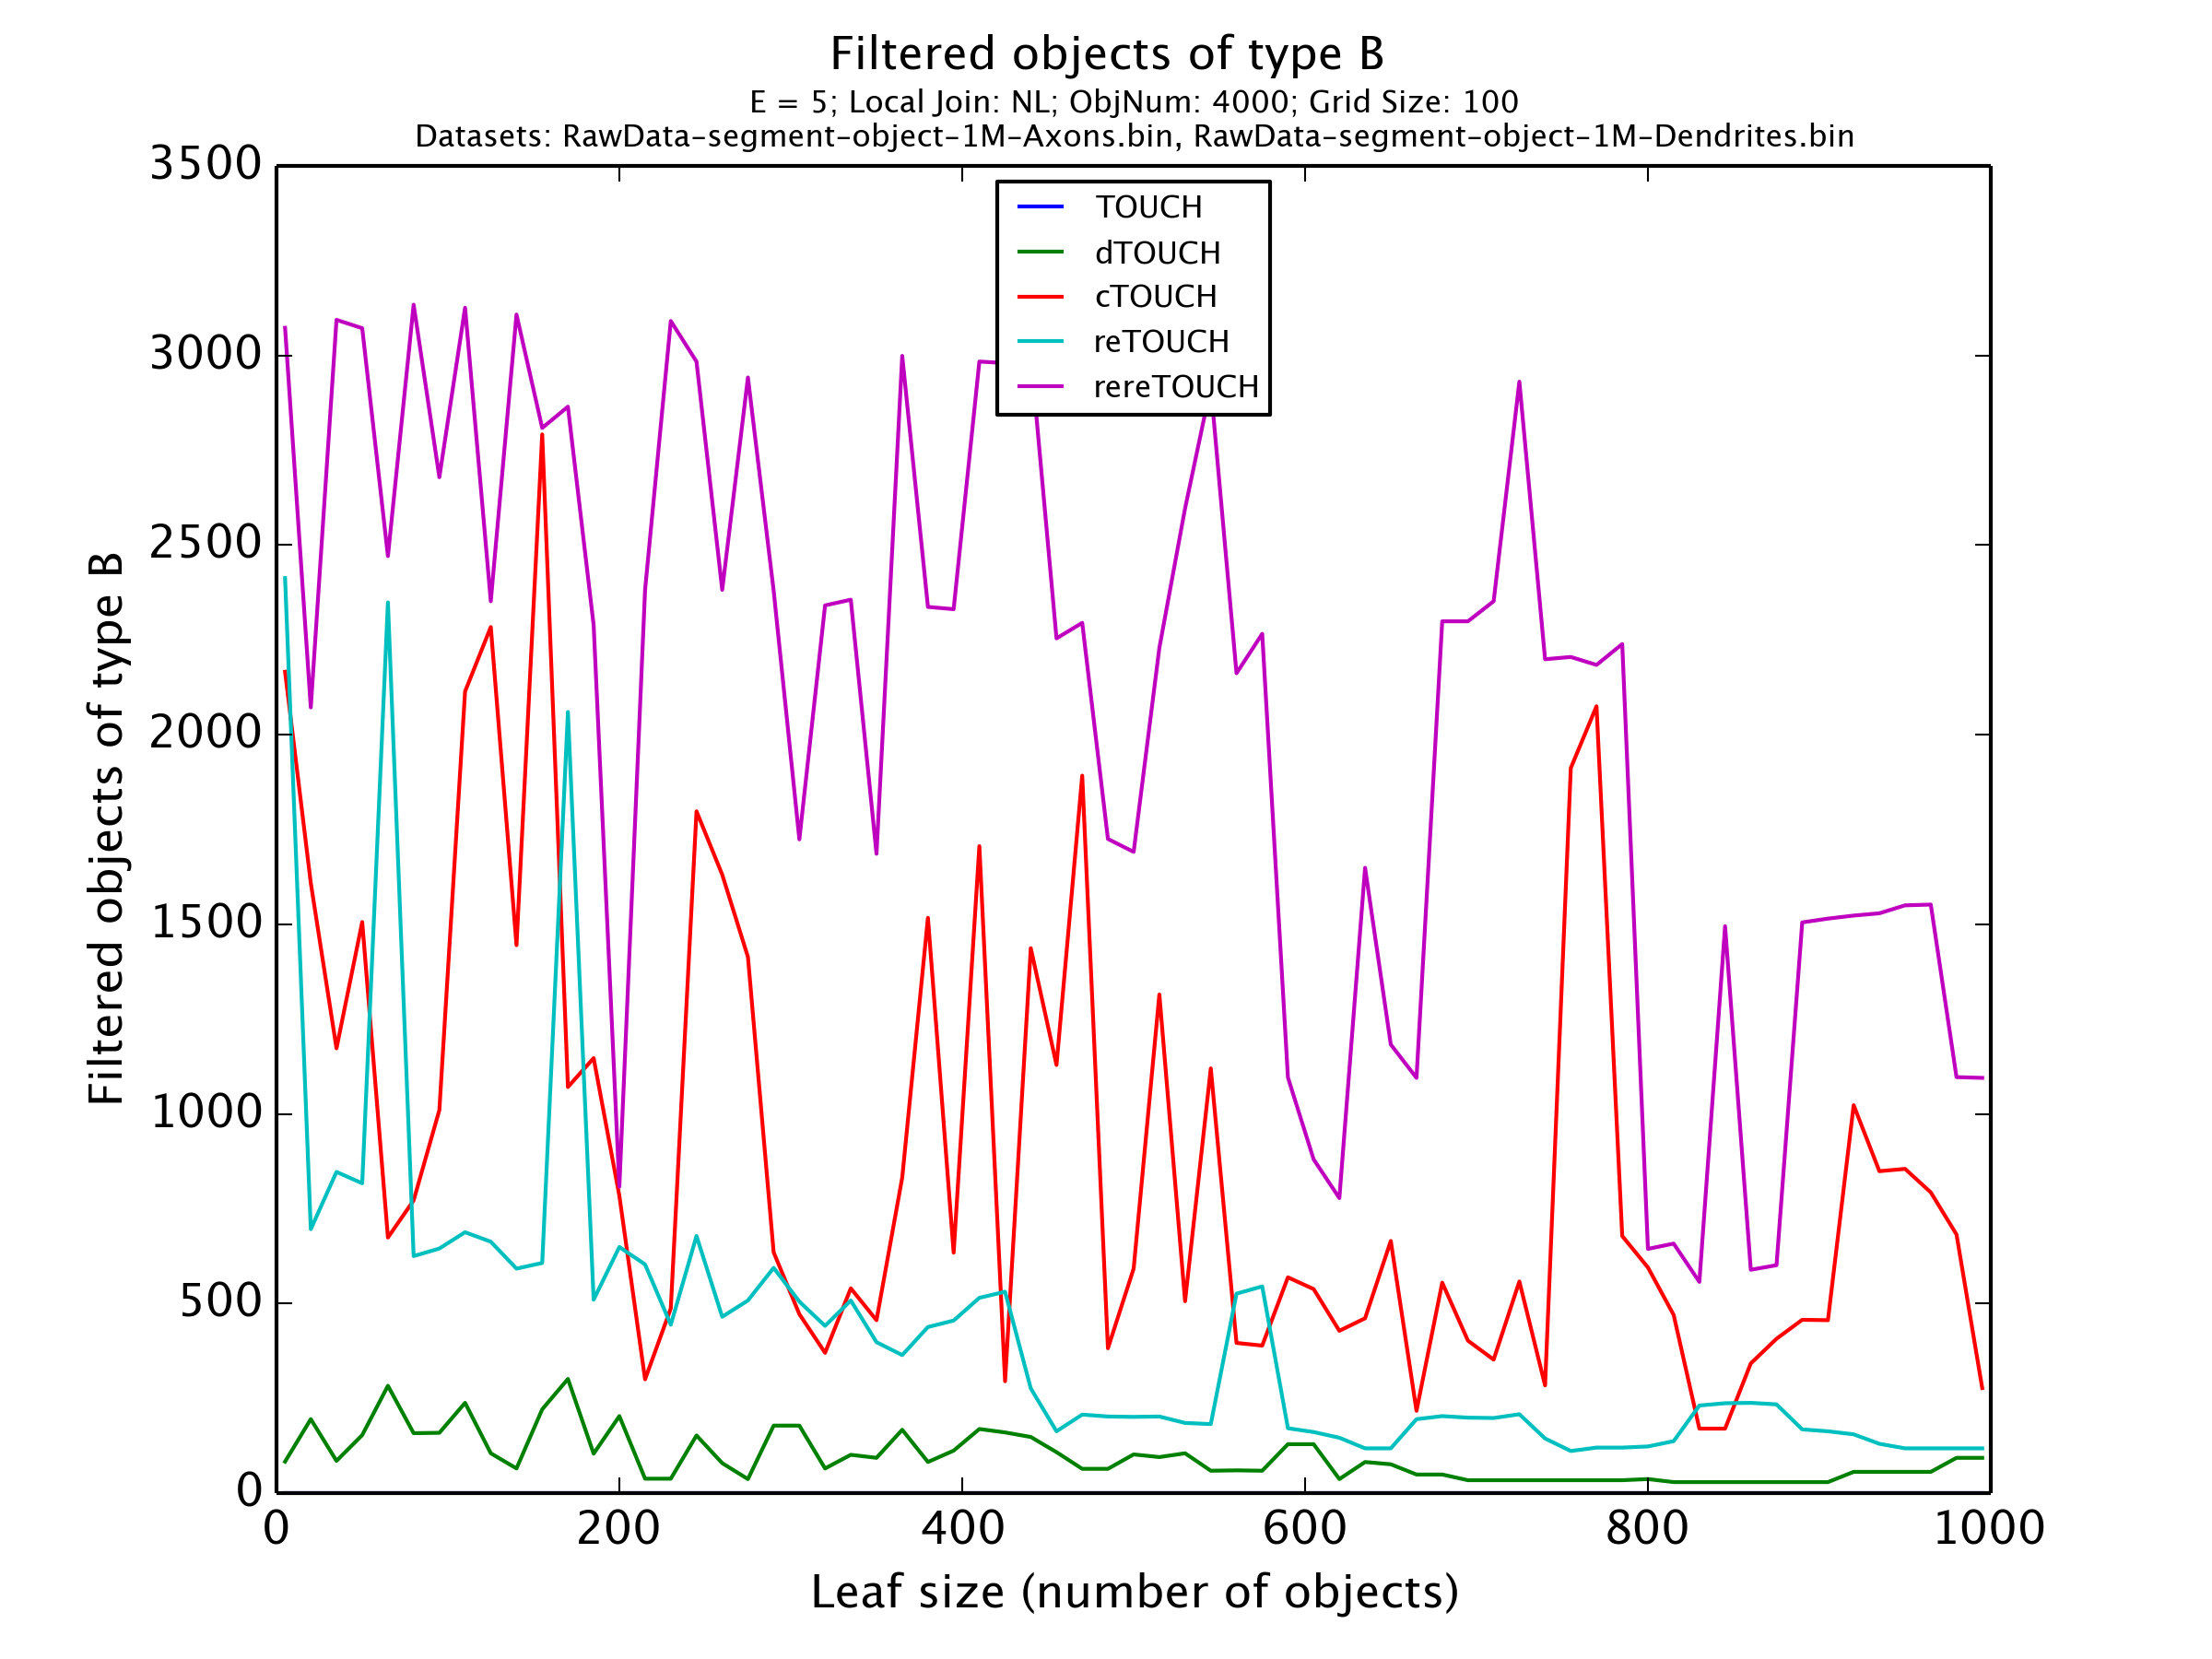 Filtered objects of type B
E = 5; Local Join: NL; ObjNum: 4000; Grid Size: 100
Datasets: RawData-segment-object-1M-Axons.bin, RawData-segment-object-1M-Dendrites.bin
3500
3000
2500
2000
1500
1000
500
0
Filtered objects of type B
TOUCH
dTOUCH
cTOUCH
reTOUCH
rereTOUCH
0
200
400
600
800
1000
Leaf size (number of objects)